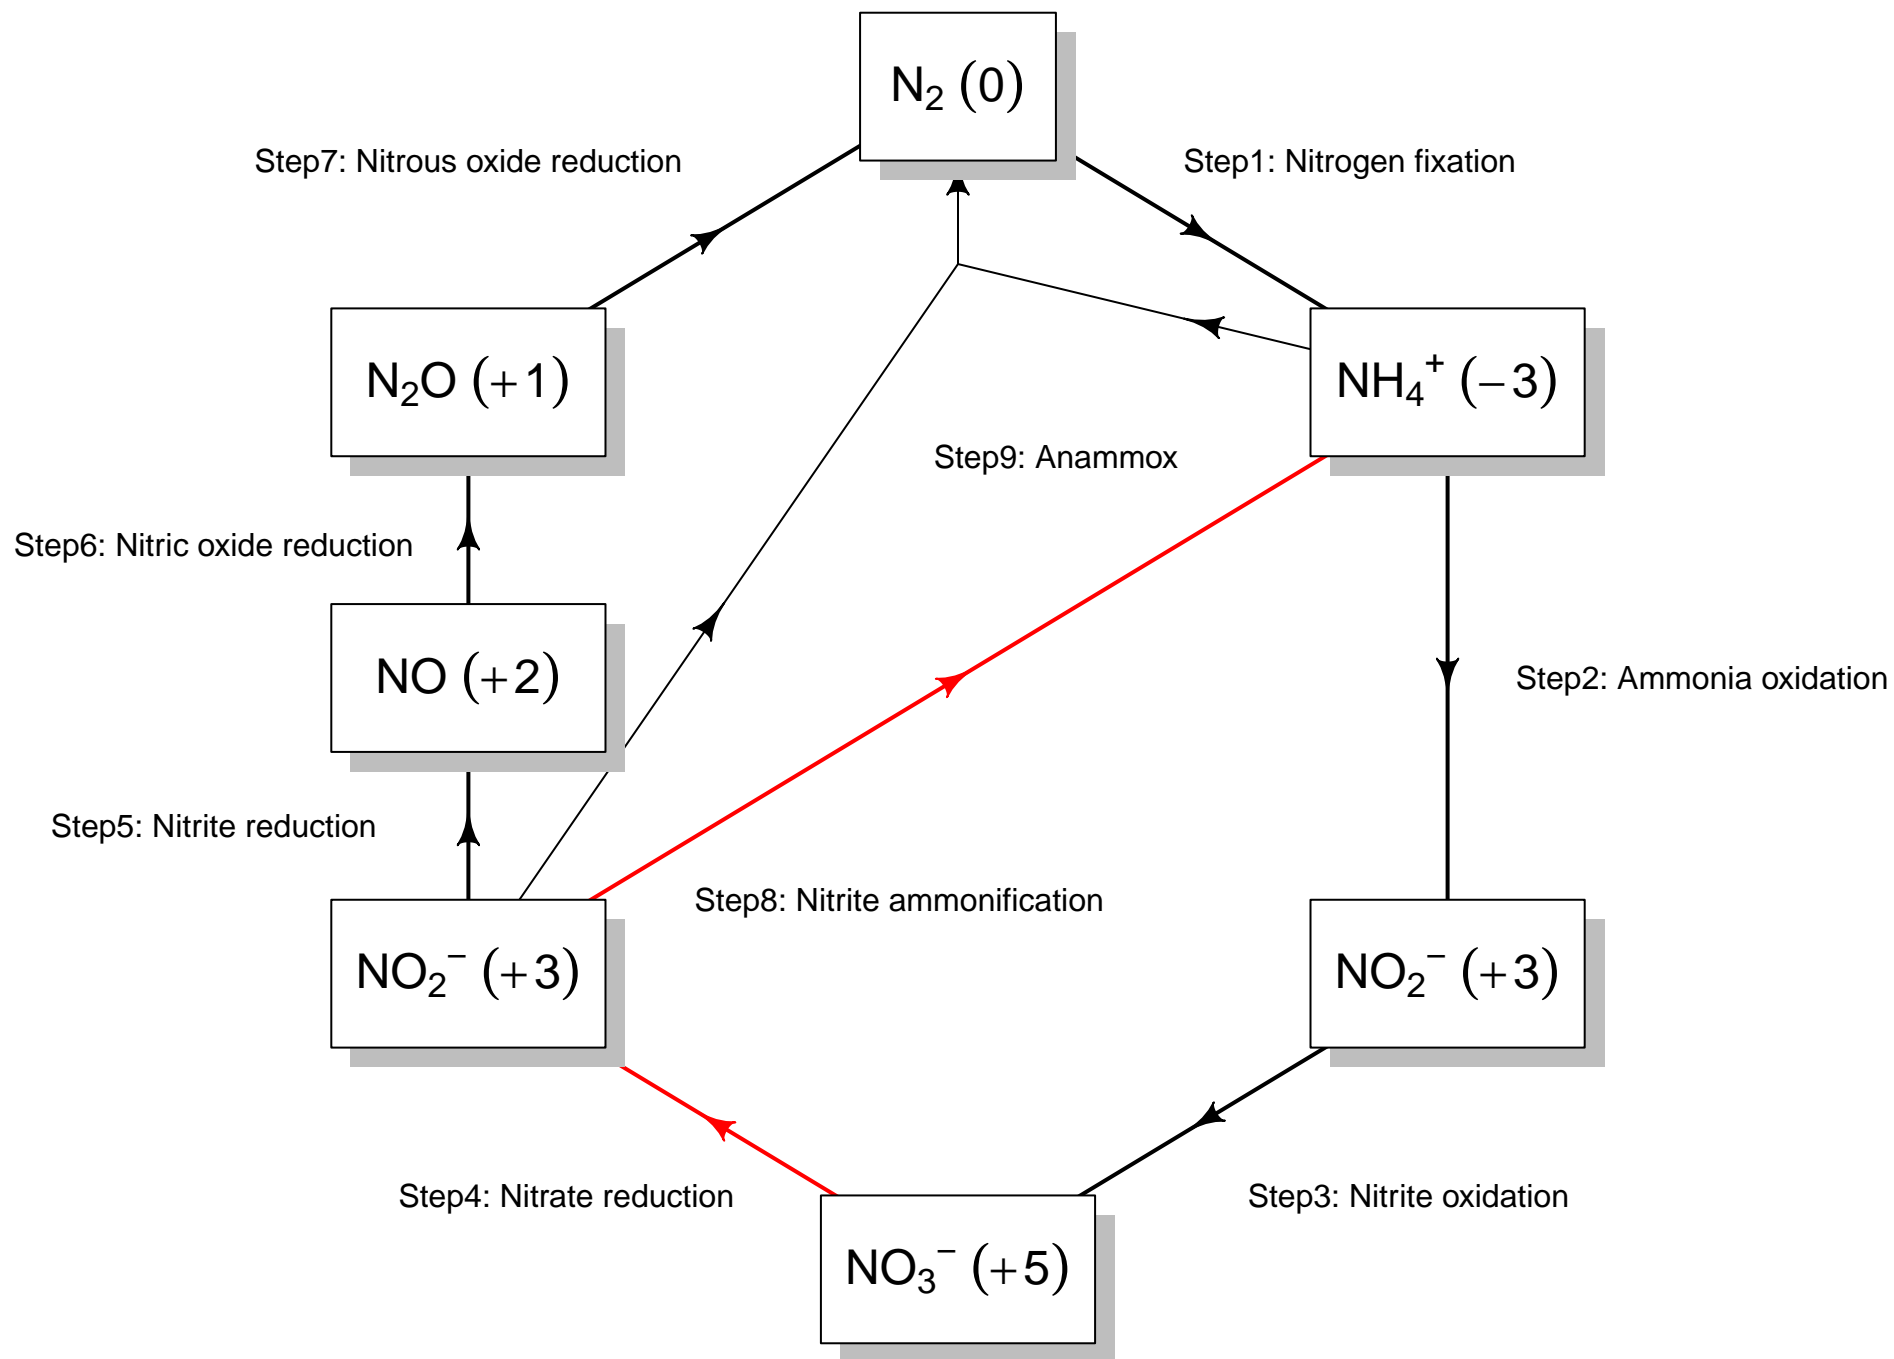 N₂ (0)
Step7: Nitrous oxide reduction
Step1: Nitrogen fixation
N₂O (+1)
NH₄⁺ (−3)
Step9: Anammox
Step6: Nitric oxide reduction
NO (+2)
Step2: Ammonia oxidation
Step5: Nitrite reduction
Step8: Nitrite ammonification
NO₂⁻ (+3)
NO₂⁻ (+3)
Step4: Nitrate reduction
Step3: Nitrite oxidation
NO₃⁻ (+5)